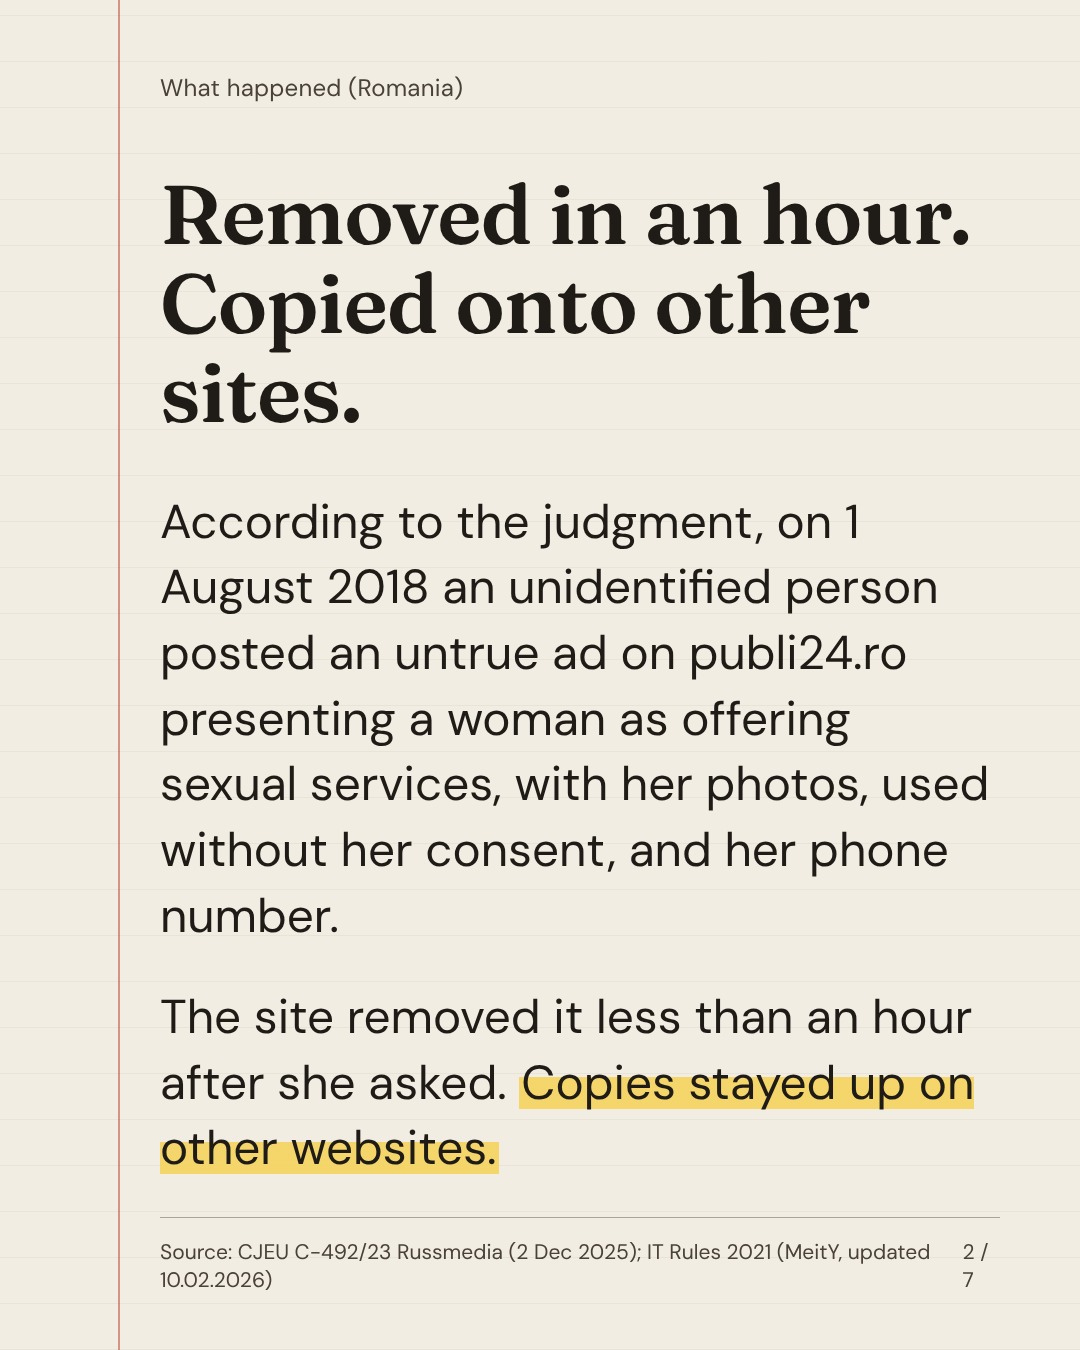 What happened (Romania)
Removed in an hour.
Copied onto other
sites.
According to the judgment, on 1
August 2018 an unidentified person
posted an untrue ad on publi24.ro
presenting a woman as offering
sexual services, with her photos, used
without her consent, and her phone
number.
The site removed it less than an hour
after she asked. Copies stayed up on
other websites.
Source: CJEU C-492/23 Russmedia (2 Dec 2025); IT Rules 2021 (MeitY, updated
10.02.2026)
2 /
7